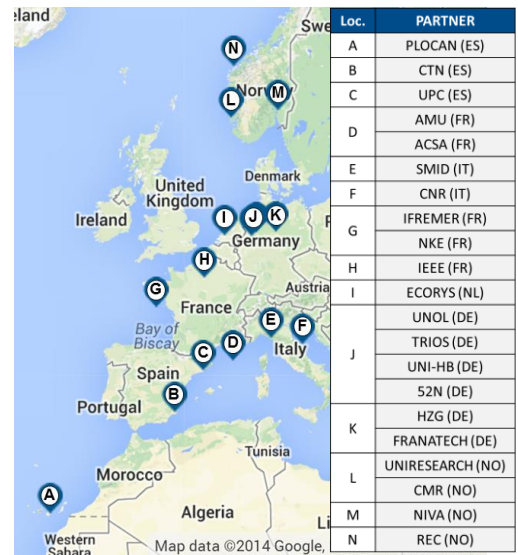 eland
Swe
N
Norway
M
L
Denmark
United
Kingdom
Ireland
I
J
K
Germany
H
G
Austria
France
Bay of
Biscay
E
F
D
Italy
C
Spain
B
Portugal
Tunisia
A
Morocco
Algeria
Li
Western
Sahara
Map data ©2014 Google,
Loc. PARTNER
A PLOCAN (ES)
B CTN (ES)
C UPC (ES)
D AMU (FR)
ACSA (FR)
E SMID (IT)
F CNR (IT)
G IFREMER (FR)
NKE (FR)
H IEEE (FR)
I ECORYS (NL)
J UNOL (DE)
TRIOS (DE)
UNI-HB (DE)
52N (DE)
K HZG (DE)
FRANATECH (DE)
L UNIRESEARCH (NO)
CMR (NO)
M NIVA (NO)
N REC (NO)